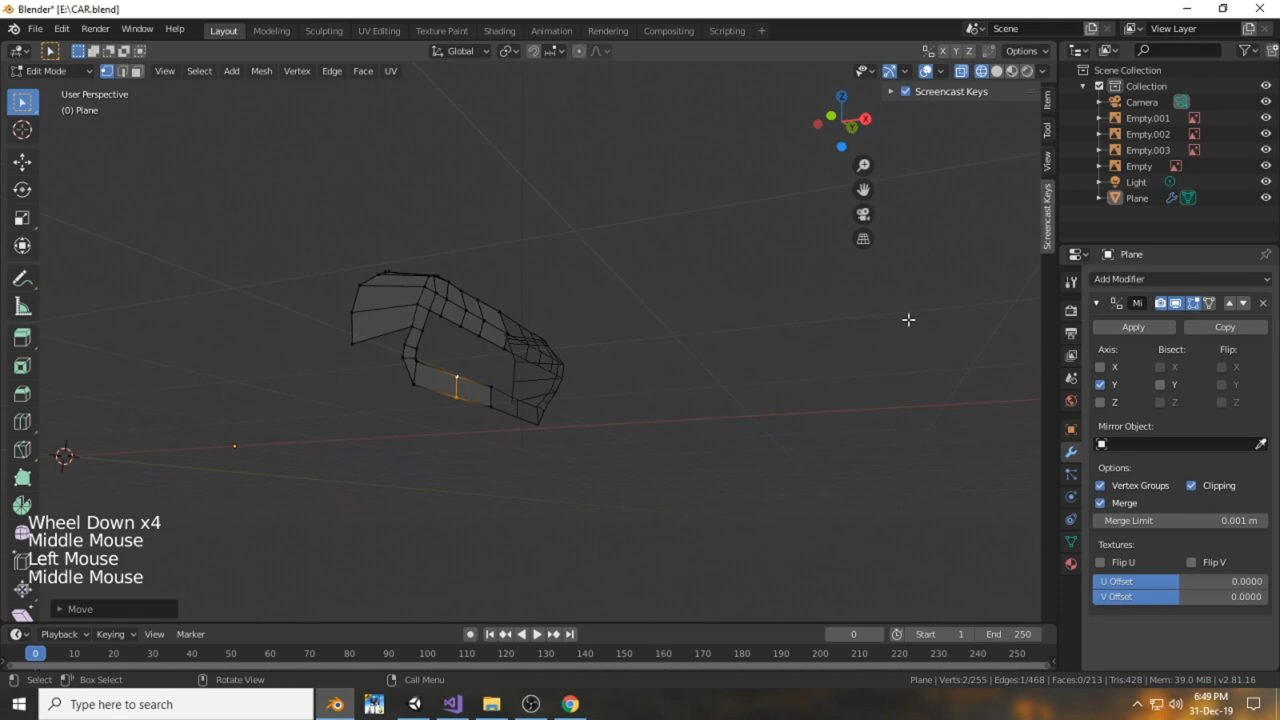 Blender* [E:\CAR.blend]
File Edit Render Window Help
Layout Modeling Sculpting UV Editing Texture Paint Shading Animation Rendering Compositing Scripting +
Scene
View Layer
Global
Options
X Y Z
Edit Mode View Select Add Mesh Vertex Edge Face UV
User Perspective
(0) Plane
Screencast Keys
Z
X
Y
Item
Tool
View
Screencast Keys
Scene Collection
Collection
Camera
Empty.001
Empty.002
Empty.003
Empty
Light
Plane
Plane
Add Modifier
Mi
Apply Copy
Axis: Bisect: Flip:
X X X
Y Y Y
Z Z Z
Mirror Object:
Options:
Vertex Groups Clipping
Merge
Merge Limit 0.001 m
Textures:
Flip U Flip V
U Offset 0.0000
V Offset 0.0000
Wheel Down x4
Middle Mouse
Left Mouse
Middle Mouse
Move
Playback Keying View Marker
0 Start 1 End 250
0 10 20 30 40 50 60 70 80 90 100 110 120 130 140 150 160 170 180 190 200 210 220 230 240 250
Select Box Select Rotate View Call Menu
Plane | Verts:2/255 | Edges:1/468 | Faces:0/213 | Tris:428 | Mem: 39.0 MiB | v2.81.16
Type here to search
6:49 PM
31-Dec-19